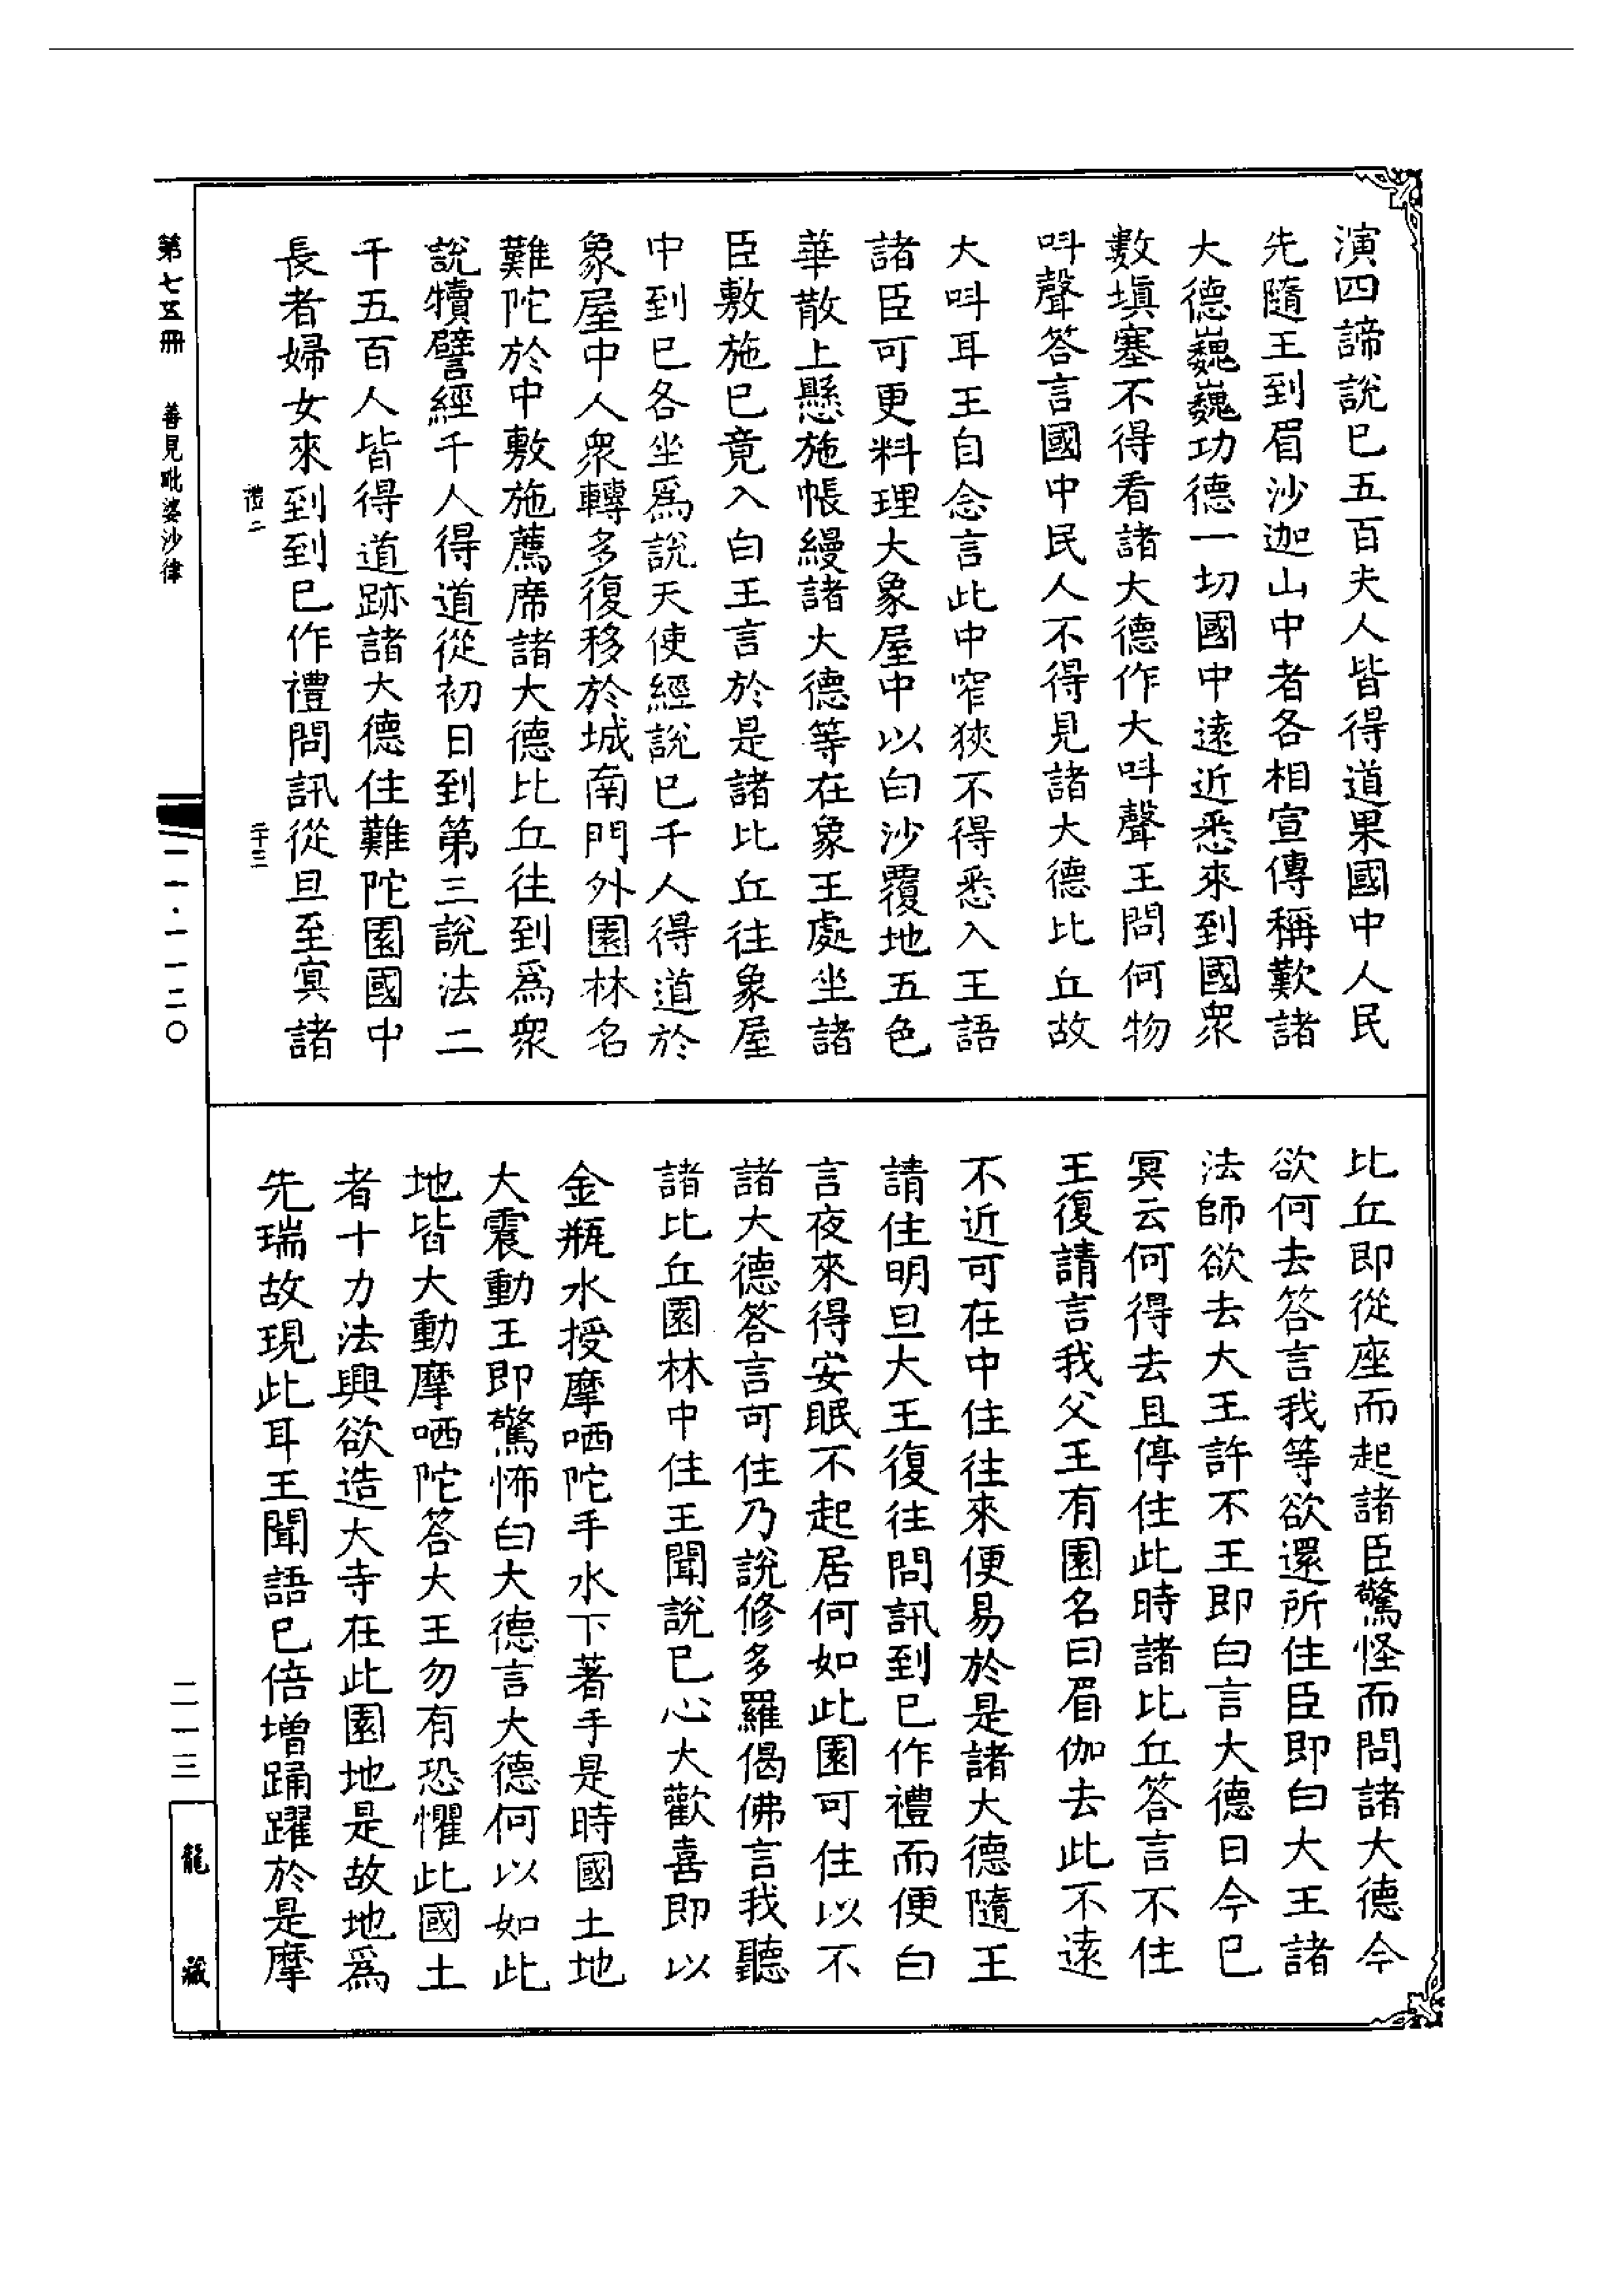 演四諦說已五百夫人皆得道果國中人民
先隨王到眉沙迦山中者各相宣傳稱歎諸
大德巍巍功德一切國中遠近悉來到國衆
數塡塞不得看諸大德作大呌聲王問何物
呌聲答言國中民人不得見諸大德比丘故
大呌耳王自念言此中窄狹不得悉入王語
諸臣可更料理大象屋中以白沙覆地五色
華散上懸施帳縵諸大德等在象王處坐諸
臣敷施已竟入白王言於是諸比丘往象屋
中到已各坐爲說天使經說已千人得道於
象屋中人衆轉多復移於城南門外園林名
難陀於中敷施薦席諸大德比丘往到爲衆
說犢譬經千人得道從初日到第三說法二
千五百人皆得道跡諸大德住難陀園國中
長者婦女來到到已作禮問訊從旦至冥諸
禮二
二十三
比丘即從座而起諸臣驚怪而問諸大德今
欲何去答言我等欲還所住臣即白大王諸
法師欲去大王許不王即白言大德日今已
冥云何得去且停住此時諸比丘答言不住
王復請言我父王有園名曰眉伽去此不遠
不近可在中住往來便易於是諸大德隨王
請住明旦大王復往問訊到已作禮而便白
言夜來得安眠不起居何如此園可住以不
諸大德答言可住乃說修多羅偈佛言我聽
諸比丘園林中住王聞說已心大歡喜即以
金瓶水授摩哂陀手水下著手是時國土地
大震動王即驚怖白大德言大德何以如此
地皆大動摩哂陀答大王勿有恐懼此國土
者十力法興欲造大寺在此園地是故地爲
先瑞故現此耳王聞語已倍增踊躍於是摩
第七五冊 善見毗婆沙律
一一·一一二〇
二一三
龍藏